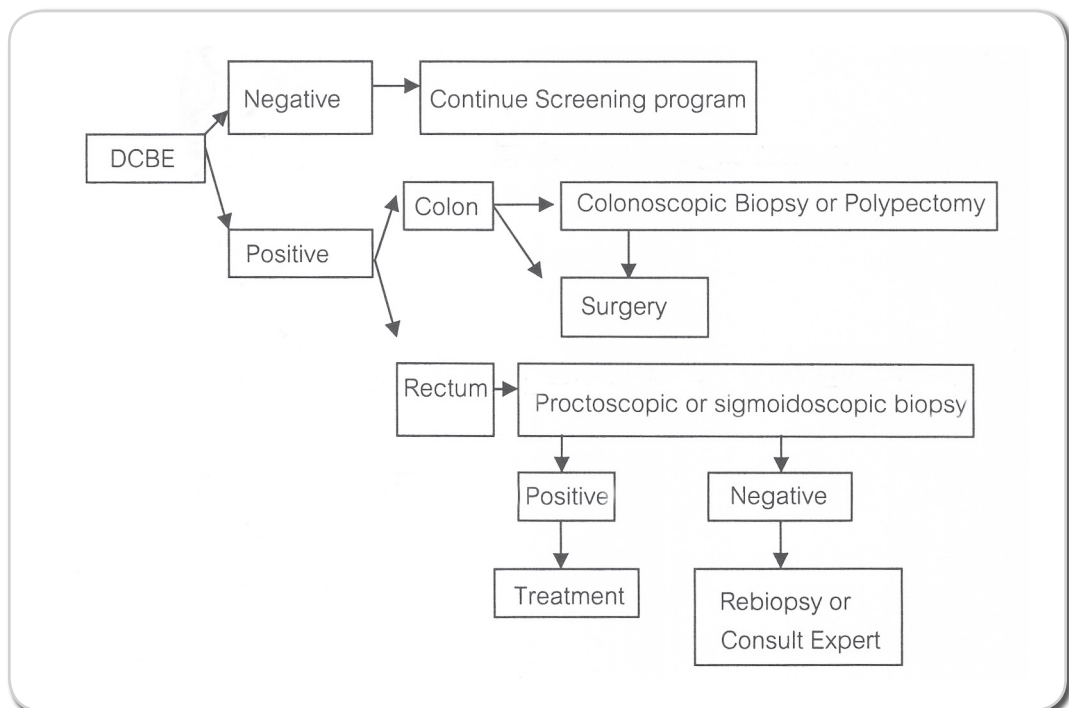 Negative
Continue Screening program
DCBE
Colon
Colonoscopic Biopsy or Polypectomy
Positive
Surgery
Rectum
Proctoscopic or sigmoidoscopic biopsy
Positive
Negative
Treatment
Rebiopsy or
Consult Expert